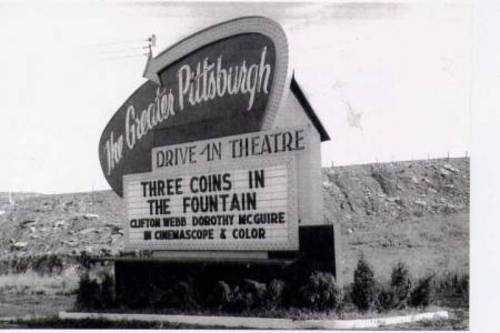 The Greater Pittsburgh
DRIVE-IN THEATRE
THREE COINS IN
THE FOUNTAIN
CLIFTON WEBB DOROTHY MCGUIRE
IN CINEMASCOPE & COLOR